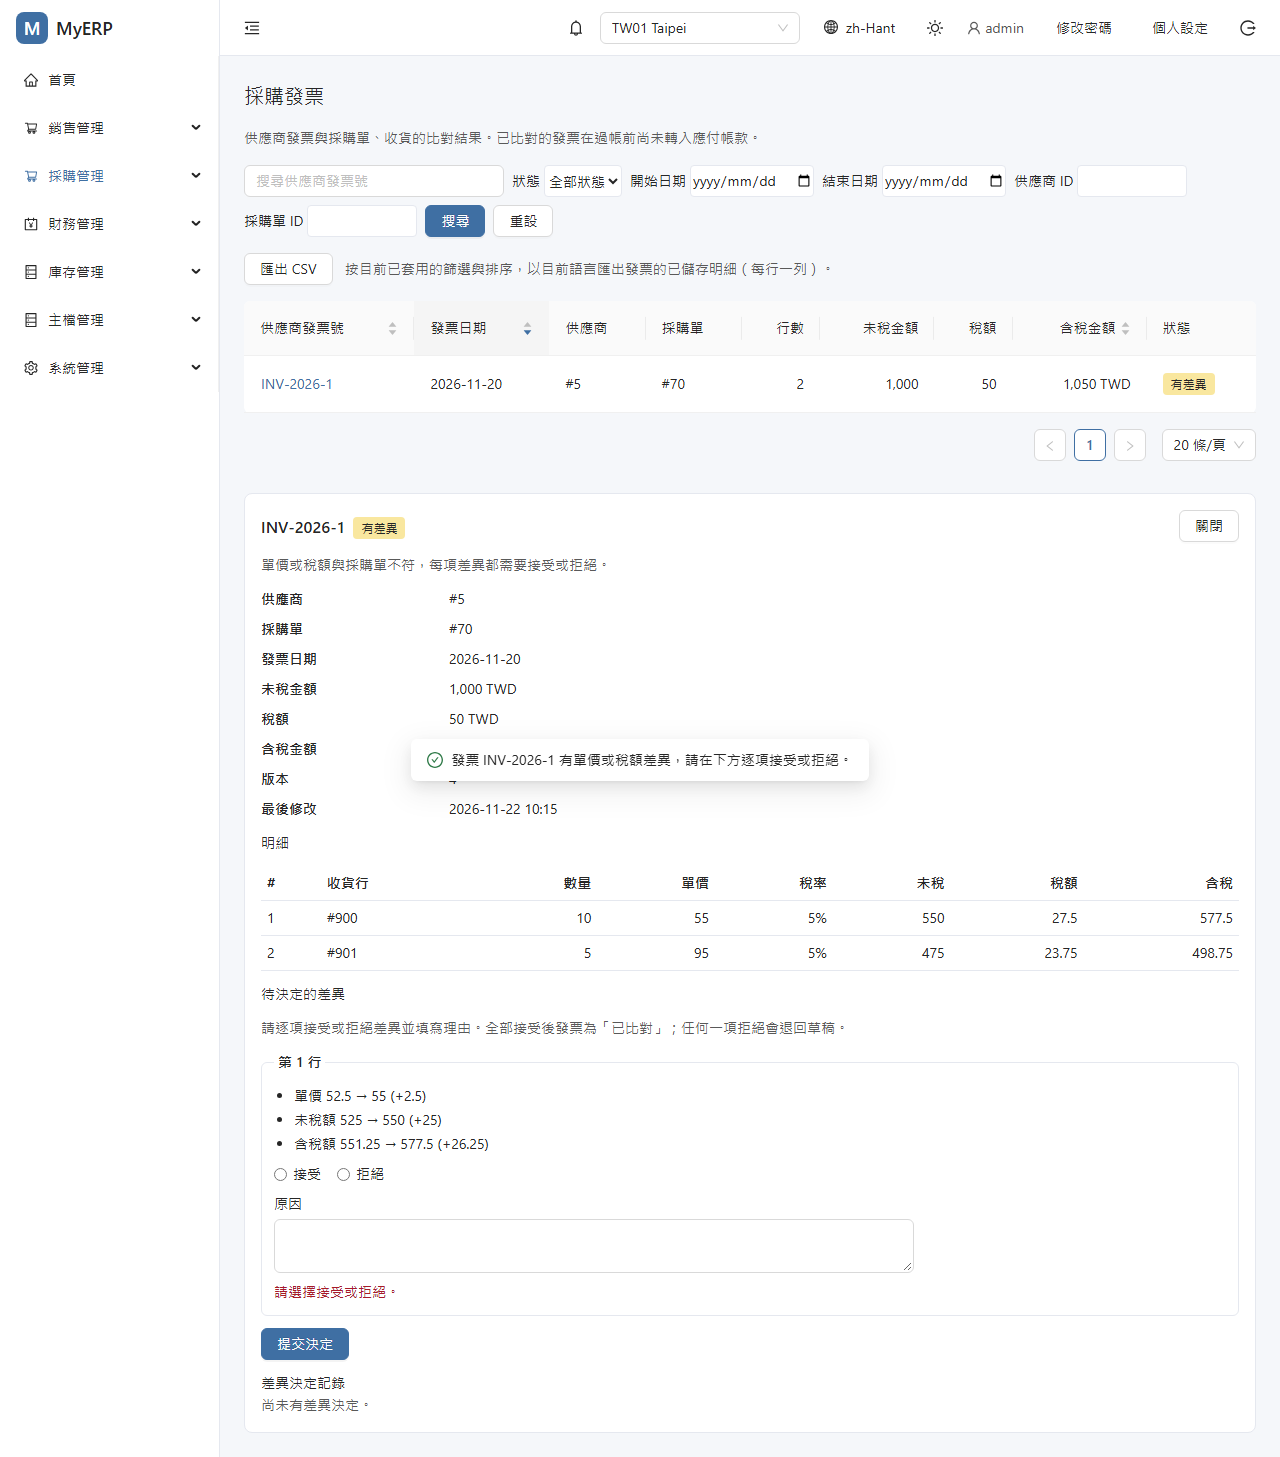 M MyERP
TW01 Taipei
zh-Hant
admin
修改密碼
個人設定
首頁
銷售管理
採購管理
財務管理
庫存管理
主檔管理
系統管理
採購發票
供應商發票與採購單、收貨的比對結果。已比對的發票在過帳前尚未轉入應付帳款。
搜尋供應商發票號 狀態 全部狀態 開始日期 yyyy/mm/dd 結束日期 yyyy/mm/dd 供應商 ID
採購單 ID 搜尋 重設
匯出 CSV 按目前已套用的篩選與排序，以目前語言匯出發票的已儲存明細（每行一列）。
供應商發票號 發票日期 供應商 採購單 行數 未稅金額 稅額 含稅金額 狀態
INV-2026-1 2026-11-20 #5 #70 2 1,000 50 1,050 TWD 有差異
1 20 條/頁
INV-2026-1 有差異 關閉
單價或稅額與採購單不符，每項差異都需要接受或拒絕。
供應商 #5
採購單 #70
發票日期 2026-11-20
未稅金額 1,000 TWD
稅額 50 TWD
含稅金額
發票 INV-2026-1 有單價或稅額差異，請在下方逐項接受或拒絕。
版本
最後修改 2026-11-22 10:15
明細
# 收貨行 數量 單價 稅率 未稅 稅額 含稅
1 #900 10 55 5% 550 27.5 577.5
2 #901 5 95 5% 475 23.75 498.75
待決定的差異
請逐項接受或拒絕差異並填寫理由。全部接受後發票為「已比對」；任何一項拒絕會退回草稿。
第 1 行
單價 52.5 → 55 (+2.5)
未稅額 525 → 550 (+25)
含稅額 551.25 → 577.5 (+26.25)
接受 拒絕
原因
請選擇接受或拒絕。
提交決定
差異決定記錄
尚未有差異決定。